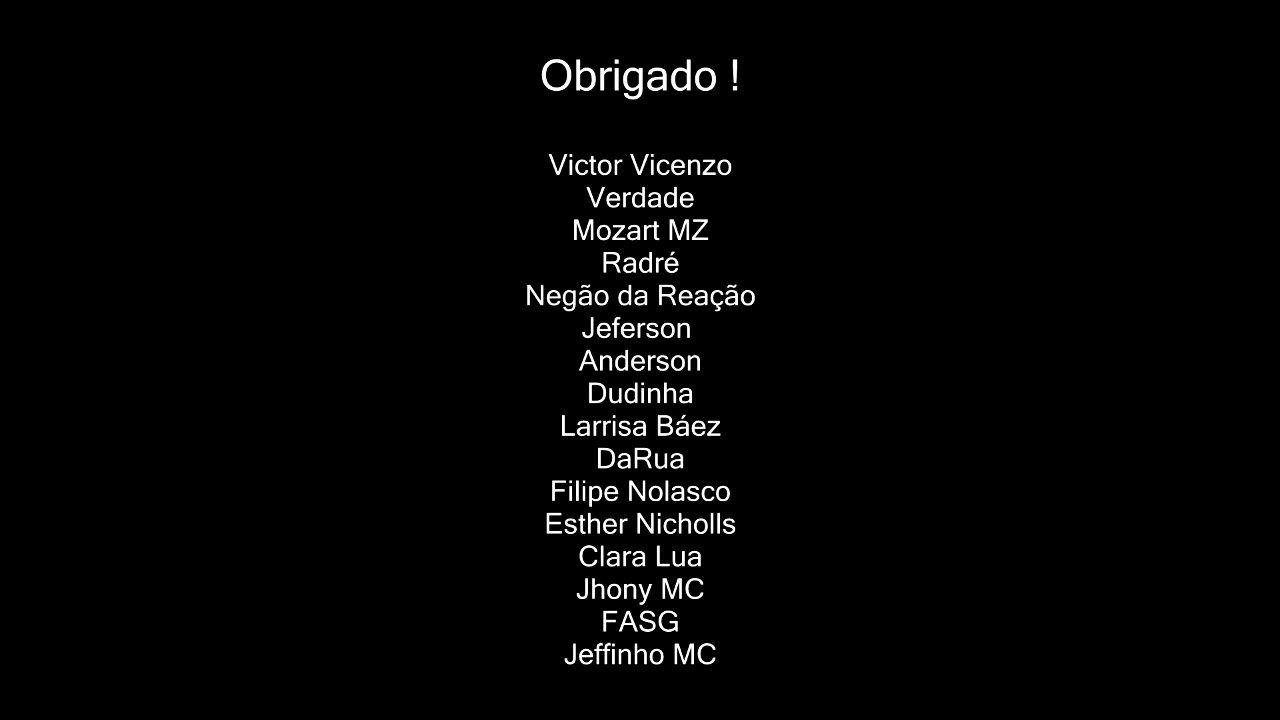 Obrigado !
Victor Vicenzo
Verdade
Mozart MZ
Radré
Negão da Reação
Jeferson
Anderson
Dudinha
Larrisa Báez
DaRua
Filipe Nolasco
Esther Nicholls
Clara Lua
Jhony MC
FASG
Jeffinho MC